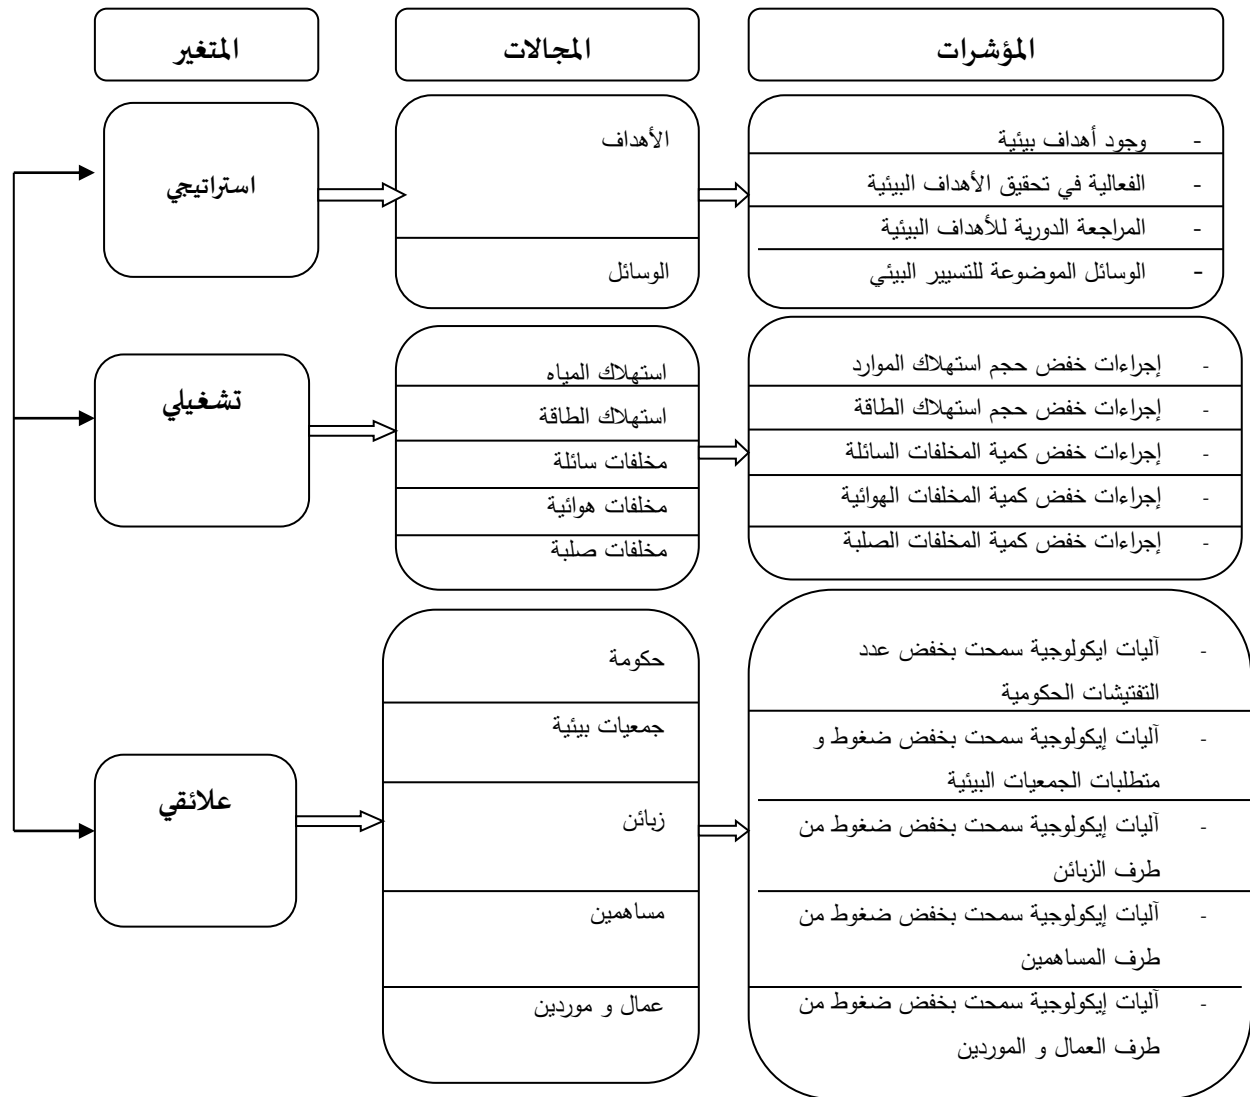 المتغير
المجالات
المؤشرات
استراتيجي
الأهداف
الوسائل
- وجود أهداف بيئية
- الفعالية في تحقيق الأهداف البيئية
- المراجعة الدورية للأهداف البيئية
- الوسائل الموضوعة للتسيير البيئي
تشغيلي
استهلاك المياه
استهلاك الطاقة
مخلفات سائلة
مخلفات هوائية
مخلفات صلبة
- إجراءات خفض حجم استهلاك الموارد
- إجراءات خفض حجم استهلاك الطاقة
- إجراءات خفض كمية المخلفات السائلة
- إجراءات خفض كمية المخلفات الهوائية
- إجراءات خفض كمية المخلفات الصلبة
علائقي
حكومة
جمعيات بيئية
زبائن
مساهمين
عمال و موردين
- آليات ايكولوجية سمحت بخفض عدد
التفتيشات الحكومية
- آليات إيكولوجية سمحت بخفض ضغوط و
متطلبات الجمعيات البيئية
- آليات إيكولوجية سمحت بخفض ضغوط من
طرف الزبائن
- آليات إيكولوجية سمحت بخفض ضغوط من
طرف المساهمين
- آليات إيكولوجية سمحت بخفض ضغوط من
طرف العمال و الموردين